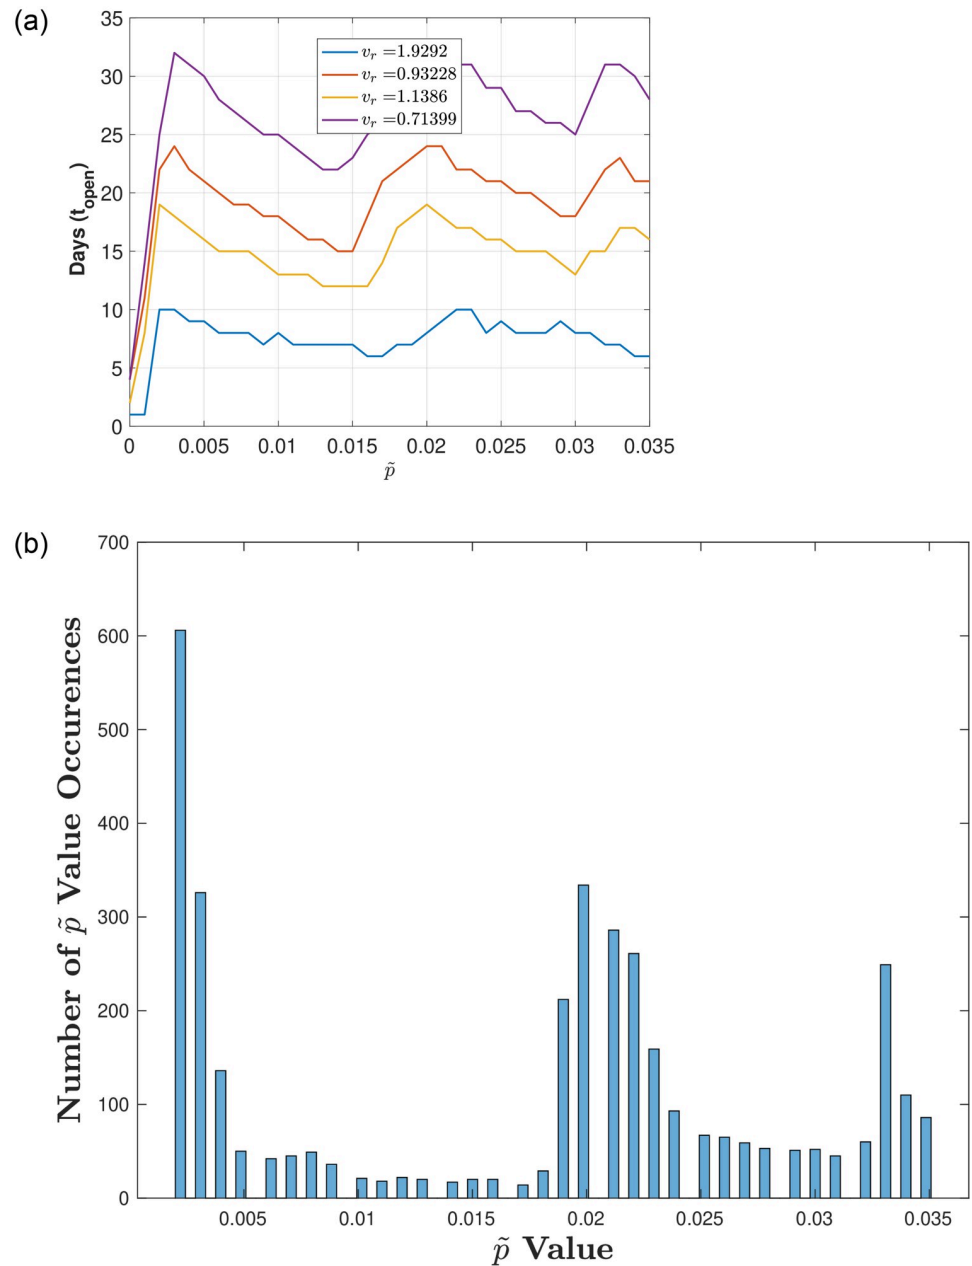 (a)
35
30
25
20
15
10
5
0
Days (t_open)
v_r =1.9292
v_r =0.93228
v_r =1.1386
v_r =0.71399
0 0.005 0.01 0.015 0.02 0.025 0.03 0.035
p̃
(b)
700
600
500
400
300
200
100
0
Number of p̃ Value Occurences
0.005 0.01 0.015 0.02 0.025 0.03 0.035
p̃ Value